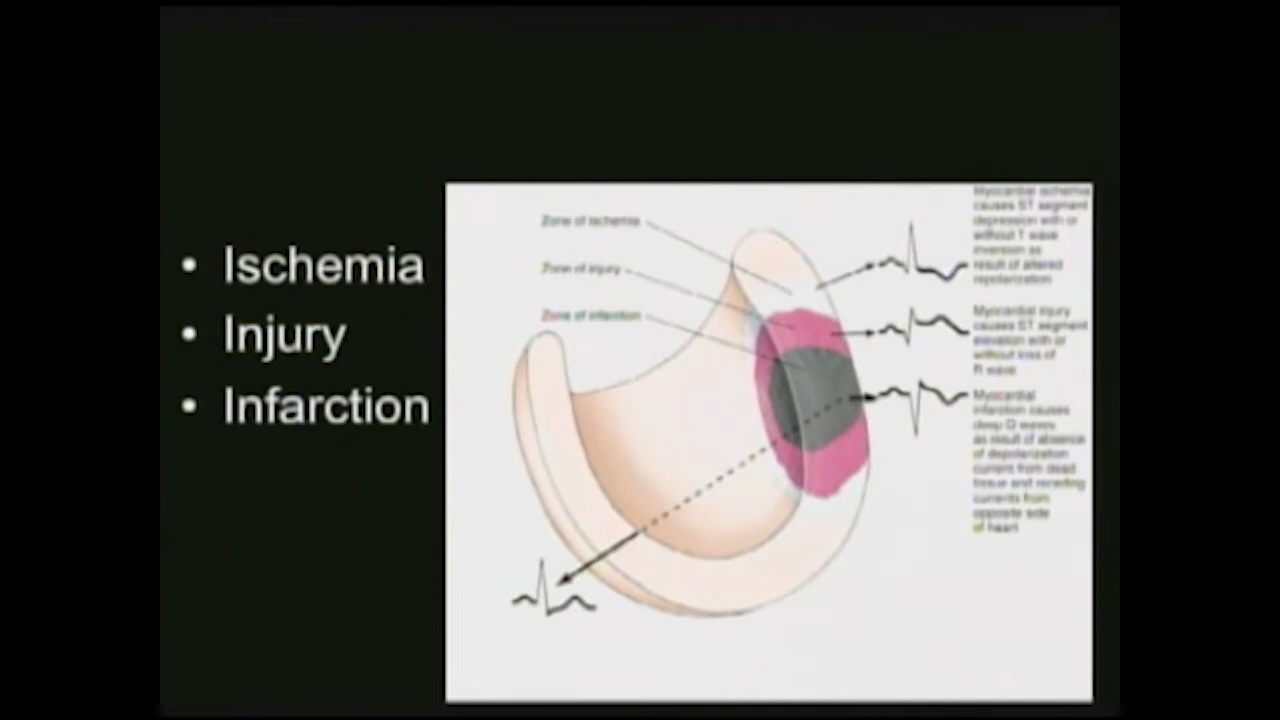 • Ischemia
• Injury
• Infarction
Zone of ischemia
Zone of injury
Zone of infarction
Myocardial ischemia
causes ST segment
depression with or
without T wave
inversion as
result of altered
repolarization
Myocardial injury
causes ST segment
elevation with or
without loss of
R wave
Myocardial
infarction causes
deep Q waves
as result of absence
of depolarization
current from dead
tissue and receding
currents from
opposite side
of heart